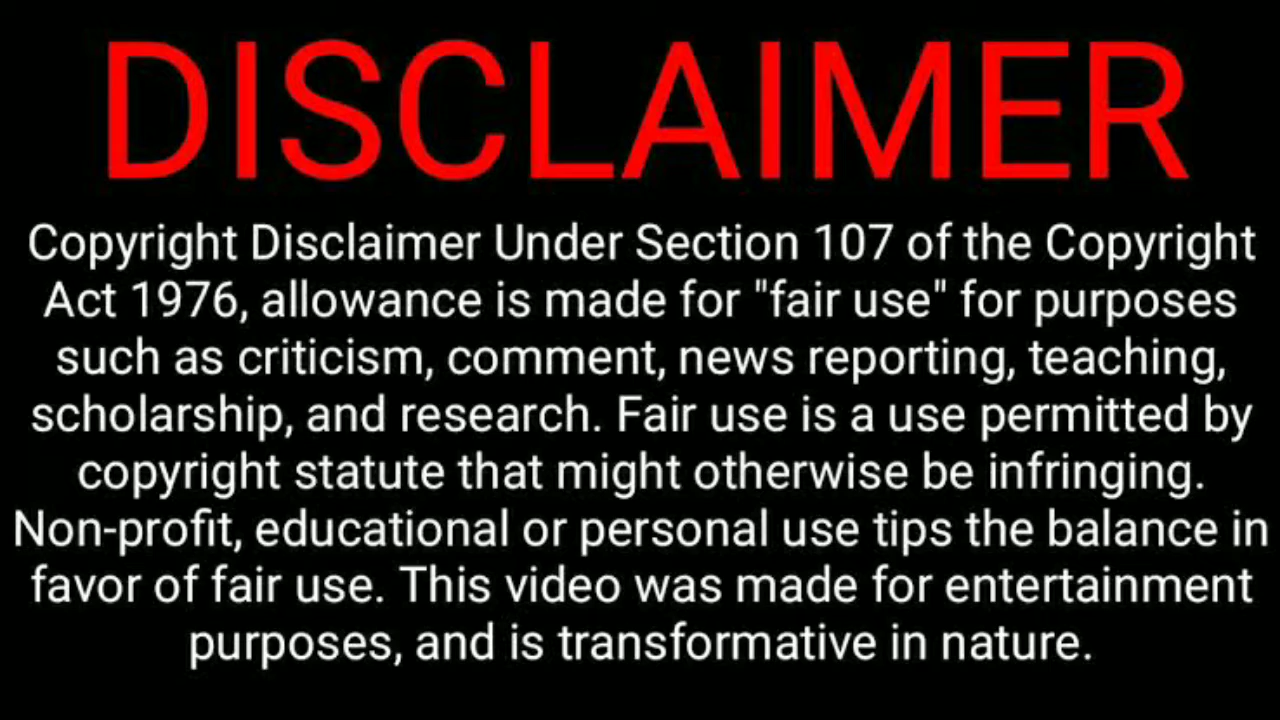 DISCLAIMER
Copyright Disclaimer Under Section 107 of the Copyright
Act 1976, allowance is made for "fair use" for purposes
such as criticism, comment, news reporting, teaching,
scholarship, and research. Fair use is a use permitted by
copyright statute that might otherwise be infringing.
Non-profit, educational or personal use tips the balance in
favor of fair use. This video was made for entertainment
purposes, and is transformative in nature.